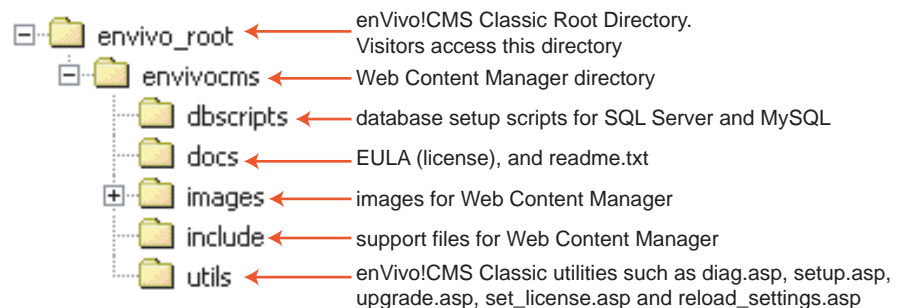 envivo_root
enVivo!CMS Classic Root Directory.
Visitors access this directory
envivocms
Web Content Manager directory
dbscripts
database setup scripts for SQL Server and MySQL
docs
EULA (license), and readme.txt
images
images for Web Content Manager
include
support files for Web Content Manager
utils
enVivo!CMS Classic utilities such as diag.asp, setup.asp,
upgrade.asp, set_license.asp and reload_settings.asp